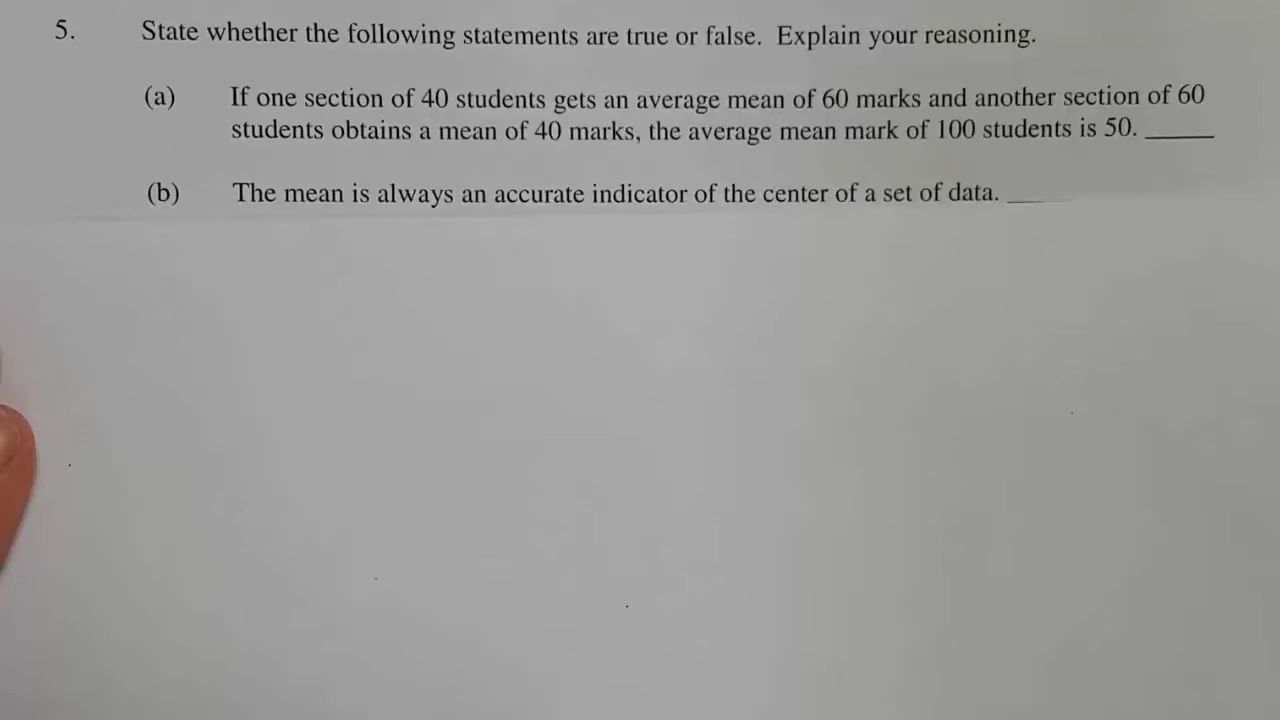 5. State whether the following statements are true or false. Explain your reasoning.
(a) If one section of 40 students gets an average mean of 60 marks and another section of 60
students obtains a mean of 40 marks, the average mean mark of 100 students is 50. _____
(b) The mean is always an accurate indicator of the center of a set of data. ____